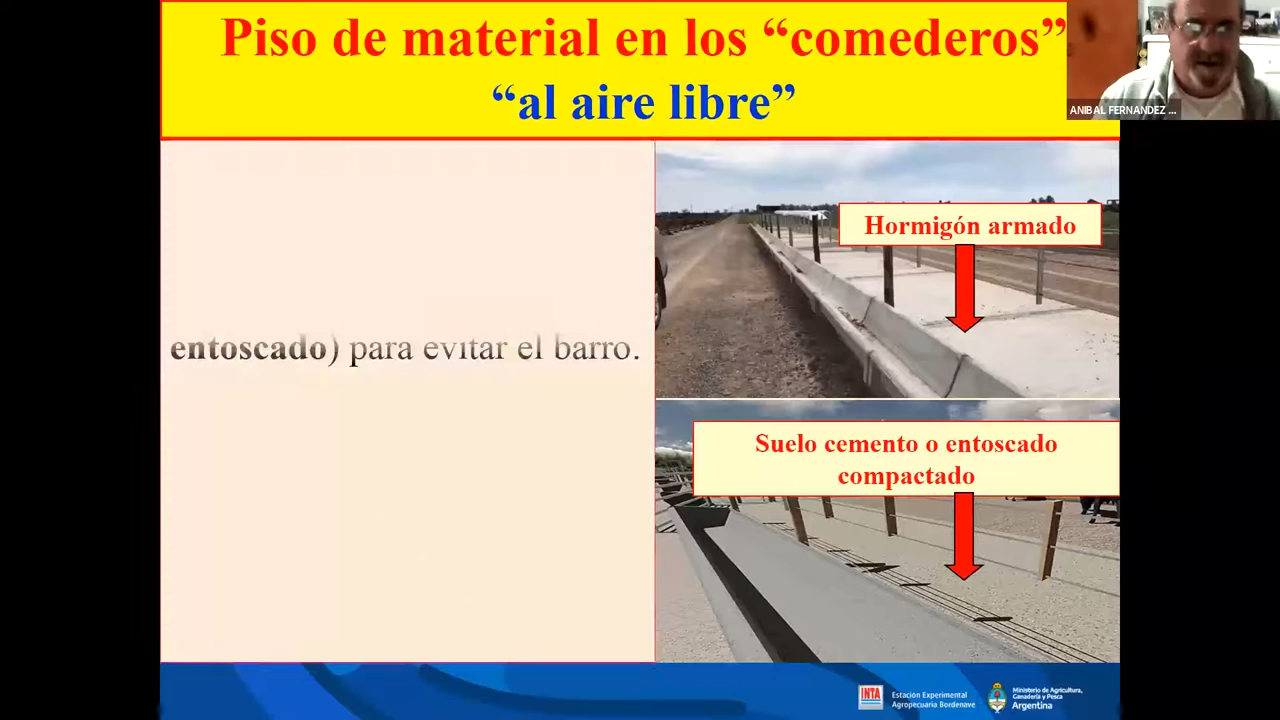 Piso de material en los “comederos”
“al aire libre”
ANIBAL FERNANDEZ ...
Hormigón armado
entoscado) para evitar el barro.
Suelo cemento o entoscado
compactado
INTA
Estación Experimental
Agropecuaria Bordenave
Ministerio de Agricultura,
Ganadería y Pesca
Argentina